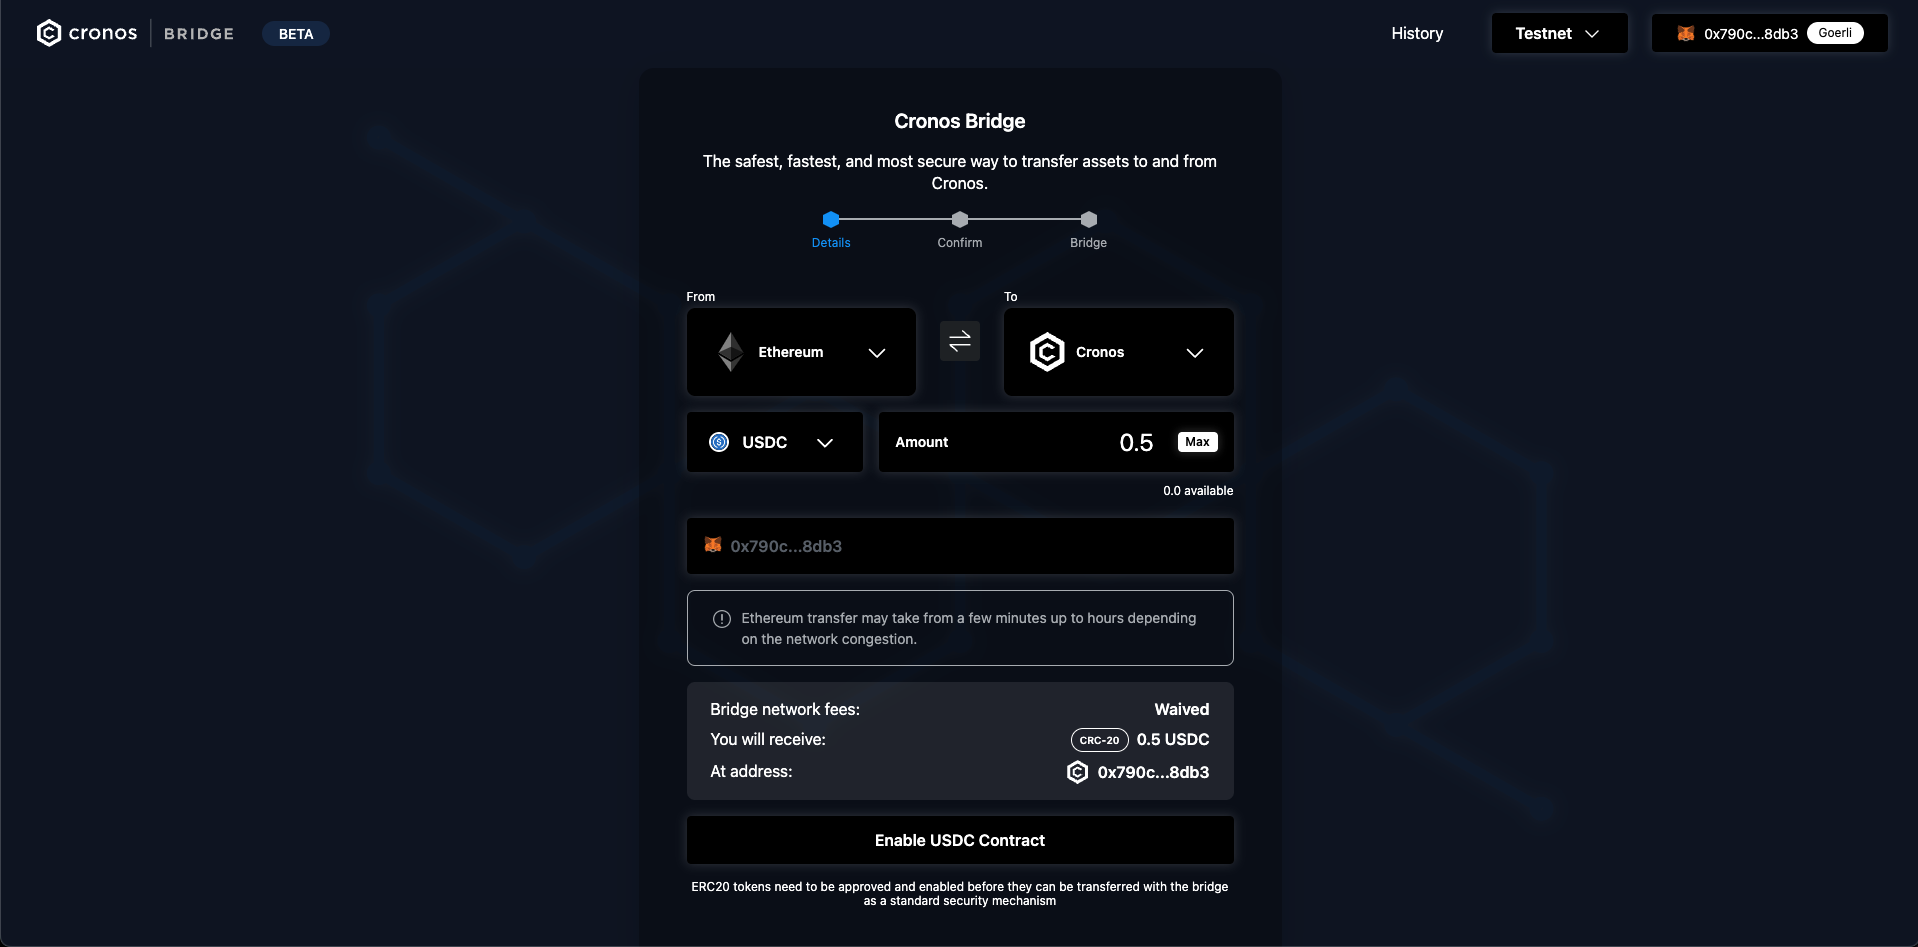 cronos BRIDGE BETA History Testnet 0x790c...8db3 Goerli
Cronos Bridge
The safest, fastest, and most secure way to transfer assets to and from
Cronos.
Details Confirm Bridge
From To
Ethereum Cronos
USDC Amount 0.5 Max
0.0 available
0x790c...8db3
Ethereum transfer may take from a few minutes up to hours depending
on the network congestion.
Bridge network fees: Waived
You will receive: CRC-20 0.5 USDC
At address: 0x790c...8db3
Enable USDC Contract
ERC20 tokens need to be approved and enabled before they can be transferred with the bridge
as a standard security mechanism